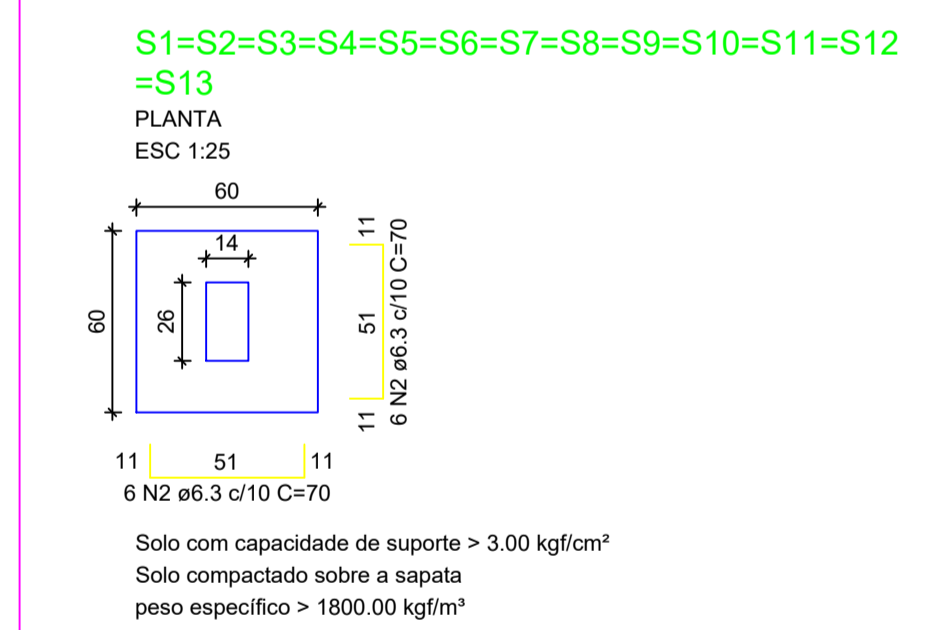 S1=S2=S3=S4=S5=S6=S7=S8=S9=S10=S11=S12
=S13
PLANTA
ESC 1:25
60
14
60
26
11
51
11
6 N2 ø6.3 c/10 C=70
11 51 11
6 N2 ø6.3 c/10 C=70
Solo com capacidade de suporte > 3.00 kgf/cm²
Solo compactado sobre a sapata
peso específico > 1800.00 kgf/m³